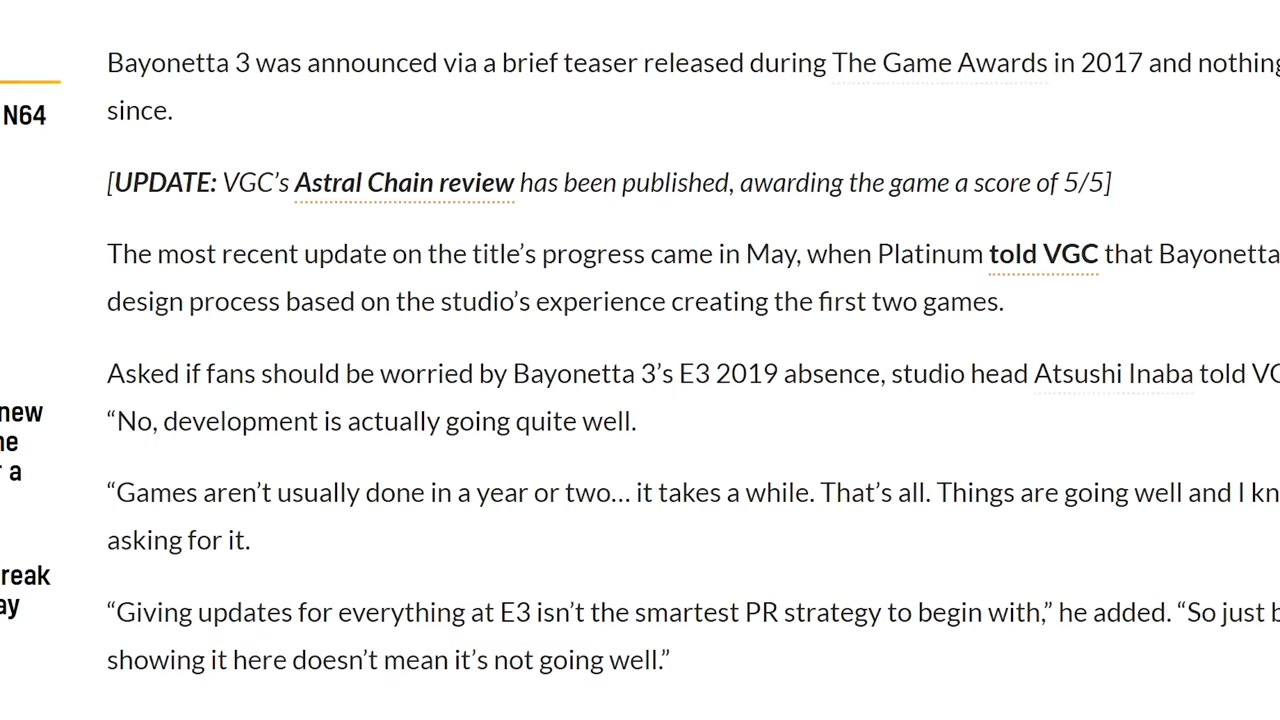 Bayonetta 3 was announced via a brief teaser released during The Game Awards in 2017 and nothing
since.
N64
[UPDATE: VGC’s Astral Chain review has been published, awarding the game a score of 5/5]
The most recent update on the title’s progress came in May, when Platinum told VGC that Bayonetta
design process based on the studio’s experience creating the first two games.
Asked if fans should be worried by Bayonetta 3’s E3 2019 absence, studio head Atsushi Inaba told
“No, development is actually going quite well.
new
a
“Games aren’t usually done in a year or two… it takes a while. That’s all. Things are going well and I
asking for it.
“Giving updates for everything at E3 isn’t the smartest PR strategy to begin with,” he added. “So just
showing it here doesn’t mean it’s not going well.”